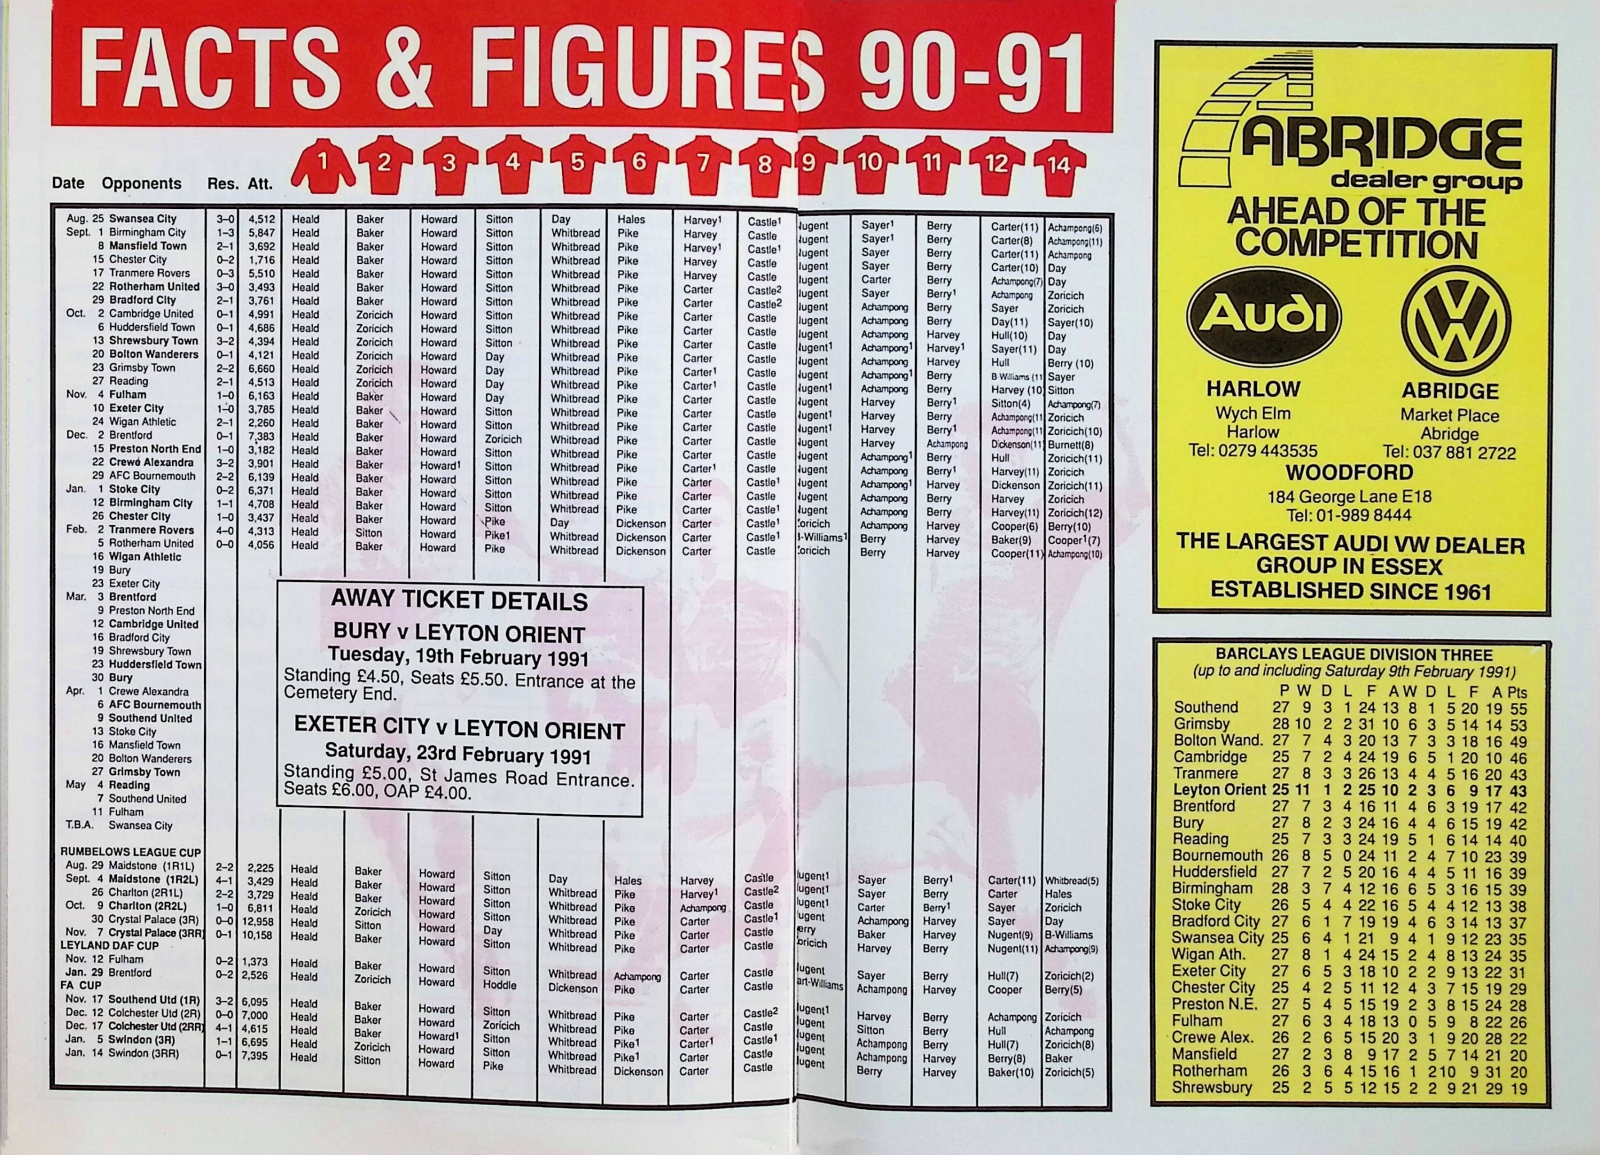 FACTS & FIGURES 90-91
1 2 3 4 5 6 7 8 9 10 11 12 14
Date Opponents Res. Att.
Aug. 25 Swansea City 3–0 4,512 Heald Baker Howard Sitton Day Hales Harvey¹ Castle¹ Nugent Sayer¹ Berry Carter(11) Achampong(6)
Sept. 1 Birmingham City 1–3 5,847 Heald Baker Howard Sitton Whitbread Pike Harvey Castle Nugent Sayer¹ Berry Carter(8) Achampong(11)
8 Mansfield Town 2–1 3,692 Heald Baker Howard Sitton Whitbread Pike Harvey¹ Castle¹ Nugent Sayer Berry Carter(11) Achampong
15 Chester City 0–2 1,716 Heald Baker Howard Sitton Whitbread Pike Harvey Castle Nugent Sayer Berry Carter(10) Day
17 Tranmere Rovers 0–3 5,510 Heald Baker Howard Sitton Whitbread Pike Harvey Castle Nugent Carter Berry Achampong(7) Day
22 Rotherham United 3–0 3,493 Heald Baker Howard Sitton Whitbread Pike Carter Castle² Nugent Sayer Berry¹ Achampong Zoricich
29 Bradford City 2–1 3,761 Heald Baker Howard Sitton Whitbread Pike Carter Castle² Nugent Achampong Berry Sayer Zoricich
Oct. 2 Cambridge United 0–1 4,991 Heald Zoricich Howard Sitton Whitbread Pike Carter Castle Nugent Achampong Berry Day(11) Sayer(10)
6 Huddersfield Town 0–1 4,686 Heald Zoricich Howard Sitton Whitbread Pike Carter Castle Nugent Achampong Harvey Hull(10) Day
13 Shrewsbury Town 3–2 4,394 Heald Zoricich Howard Sitton Whitbread Pike Carter Castle Nugent¹ Achampong¹ Harvey¹ Sayer(11) Day
20 Bolton Wanderers 0–1 4,121 Heald Zoricich Howard Day Whitbread Pike Carter Castle Nugent Achampong Harvey Hull Berry (10)
23 Grimsby Town 2–2 6,660 Heald Zoricich Howard Day Whitbread Pike Carter¹ Castle Nugent Achampong¹ Berry B-Williams (11 Sayer
27 Reading 2–1 4,513 Heald Zoricich Howard Day Whitbread Pike Carter¹ Castle Nugent¹ Achampong Berry Harvey (10) Sitton
Nov. 4 Fulham 1–0 6,163 Heald Baker Howard Day Whitbread Pike Carter Castle Nugent Harvey Berry¹ Sitton(4) Achampong(7)
10 Exeter City 1–0 3,785 Heald Baker Howard Sitton Whitbread Pike Carter Castle Nugent¹ Harvey Berry Achampong(11 Zoricich
24 Wigan Athletic 2–1 2,260 Heald Baker Howard Sitton Whitbread Pike Carter Castle Nugent¹ Harvey Berry¹ Achampong(11 Zoricich(10)
Dec. 2 Brentford 0–1 7,383 Heald Baker Howard Zoricich Whitbread Pike Carter Castle Nugent Harvey Achampong Dickenson(11) Burnett(8)
15 Preston North End 1–0 3,182 Heald Baker Howard Sitton Whitbread Pike Carter Castle Nugent Achampong¹ Berry Hull Zoricich(11)
22 Crewe Alexandra 3–2 3,901 Heald Baker Howard¹ Sitton Whitbread Pike Carter¹ Castle Nugent Achampong Berry¹ Harvey(11) Zoricich
29 AFC Bournemouth 2–2 6,139 Heald Baker Howard Sitton Whitbread Pike Carter Castle¹ Nugent Achampong¹ Harvey Dickenson Zoricich(11)
Jan. 1 Stoke City 0–2 6,371 Heald Baker Howard Sitton Whitbread Pike Carter Castle Nugent Achampong Berry Harvey Zoricich
12 Birmingham City 1–1 4,708 Heald Baker Howard Sitton Whitbread Pike Carter Castle¹ Nugent Achampong Berry Harvey(11) Zoricich(12)
26 Chester City 1–0 3,437 Heald Baker Howard Pike Day Dickenson Carter Castle¹ Zoricich Achampong Harvey Cooper(6) Berry(10)
Feb. 2 Tranmere Rovers 4–0 4,313 Heald Sitton Howard Pike1 Whitbread Dickenson Carter Castle¹ B-Williams¹ Berry Harvey Baker(9) Cooper¹(7)
5 Rotherham United 0–0 4,056 Heald Baker Howard Pike Whitbread Dickenson Carter Castle Zoricich Berry Harvey Cooper(11) Achampong(10)
16 Wigan Athletic
19 Bury
23 Exeter City
Mar. 3 Brentford
9 Preston North End
12 Cambridge United
16 Bradford City
19 Shrewsbury Town
23 Huddersfield Town
30 Bury
Apr. 1 Crewe Alexandra
6 AFC Bournemouth
9 Southend United
13 Stoke City
16 Mansfield Town
20 Bolton Wanderers
27 Grimsby Town
May 4 Reading
7 Southend United
11 Fulham
T.B.A. Swansea City
AWAY TICKET DETAILS
BURY v LEYTON ORIENT
Tuesday, 19th February 1991
Standing £4.50, Seats £5.50. Entrance at the
Cemetery End.
EXETER CITY v LEYTON ORIENT
Saturday, 23rd February 1991
Standing £5.00, St James Road Entrance.
Seats £6.00, OAP £4.00.
RUMBELOWS LEAGUE CUP
Aug. 29 Maidstone (1R1L) 2–2 2,225 Heald Baker Howard Sitton Day Hales Harvey Castle Nugent¹ Sayer Berry¹ Carter(11) Whitbread(5)
Sept. 4 Maidstone (1R2L) 4–1 3,429 Heald Baker Howard Sitton Whitbread Pike Harvey¹ Castle² Nugent¹ Sayer Berry Carter Hales
26 Charlton (2R1L) 2–2 3,729 Heald Baker Howard Sitton Whitbread Pike Achampong Castle Nugent¹ Carter Berry¹ Sayer Zoricich
Oct. 9 Charlton (2R2L) 1–0 6,811 Heald Zoricich Howard Sitton Whitbread Pike Carter Castle¹ Nugent Achampong Harvey Sayer Day
30 Crystal Palace (3R) 0–0 12,958 Heald Sitton Howard Day Whitbread Pike Carter Castle Berry Baker Harvey Nugent(9) B-Williams
Nov. 7 Crystal Palace (3RR) 0–1 10,158 Heald Baker Howard Sitton Whitbread Pike Carter Castle Zoricich Harvey Berry Nugent(11) Achampong(9)
LEYLAND DAF CUP
Nov. 12 Fulham 0–2 1,373 Heald Baker Howard Sitton Whitbread Achampong Carter Castle Nugent Sayer Berry Hull(7) Zoricich(2)
Jan. 29 Brentford 0–2 2,526 Heald Zoricich Howard Hoddle Dickenson Pike Carter Castle art-Williams Achampong Harvey Cooper Berry(5)
FA CUP
Nov. 17 Southend Utd (1R) 3–2 6,095 Heald Baker Howard Sitton Whitbread Pike Carter Castle² Nugent¹ Harvey Berry Achampong Zoricich
Dec. 12 Colchester Utd (2R) 0–0 7,000 Heald Baker Howard Zoricich Whitbread Pike Carter Castle Nugent Sitton Berry Hull Achampong
Dec. 17 Colchester Utd (2RR) 4–1 4,615 Heald Baker Howard¹ Sitton Whitbread Pike¹ Carter¹ Castle¹ Nugent Achampong Berry Harvey Zoricich(8)
Jan. 5 Swindon (3R) 1–1 6,695 Heald Zoricich Howard Sitton Whitbread Pike¹ Carter Castle Nugent Achampong Harvey Berry(8) Baker
Jan. 14 Swindon (3RR) 0–1 7,395 Heald Sitton Howard Pike Whitbread Dickenson Carter Castle Nugent Berry Harvey Baker(10) Zoricich(5)
ABRIDGE
dealer group
AHEAD OF THE
COMPETITION
Audi VW
HARLOW ABRIDGE
Wych Elm Market Place
Harlow Abridge
Tel: 0279 443535 Tel: 037 881 2722
WOODFORD
184 George Lane E18
Tel: 01-989 8444
THE LARGEST AUDI VW DEALER
GROUP IN ESSEX
ESTABLISHED SINCE 1961
BARCLAYS LEAGUE DIVISION THREE
(up to and including Saturday 9th February 1991)
P W D L F A W D L F A Pts
Southend 27 9 3 1 24 13 8 1 5 20 19 55
Grimsby 28 10 2 2 31 10 6 3 5 14 14 53
Bolton Wand. 27 7 4 3 20 13 7 3 3 18 16 49
Cambridge 25 7 2 4 24 19 6 5 1 20 10 46
Tranmere 27 8 3 3 26 13 4 4 5 16 20 43
Leyton Orient 25 11 1 2 25 10 2 3 6 9 17 43
Brentford 27 7 3 4 16 11 4 6 3 19 17 42
Bury 27 8 2 3 24 16 4 4 6 15 19 42
Reading 25 7 3 3 24 19 5 1 6 14 14 40
Bournemouth 26 8 5 0 24 11 2 4 7 10 23 39
Huddersfield 27 7 2 5 20 16 4 4 5 11 16 39
Birmingham 28 3 7 4 12 16 6 5 3 16 15 39
Stoke City 26 5 4 4 22 16 5 4 4 12 13 38
Bradford City 27 6 1 7 19 19 4 6 3 14 13 37
Swansea City 25 6 4 1 21 9 4 1 9 12 23 35
Wigan Ath. 27 8 1 4 24 15 2 4 8 13 24 35
Exeter City 27 6 5 3 18 10 2 2 9 13 22 31
Chester City 25 4 2 5 11 12 4 3 7 15 19 29
Preston N.E. 27 5 4 5 15 19 2 3 8 15 24 28
Fulham 27 6 3 4 18 13 0 5 9 8 22 26
Crewe Alex. 26 2 6 5 15 20 3 1 9 20 28 22
Mansfield 27 2 3 8 9 17 2 5 7 14 21 20
Rotherham 26 3 6 4 15 16 1 2 10 9 31 20
Shrewsbury 25 2 5 5 12 15 2 2 9 21 29 19